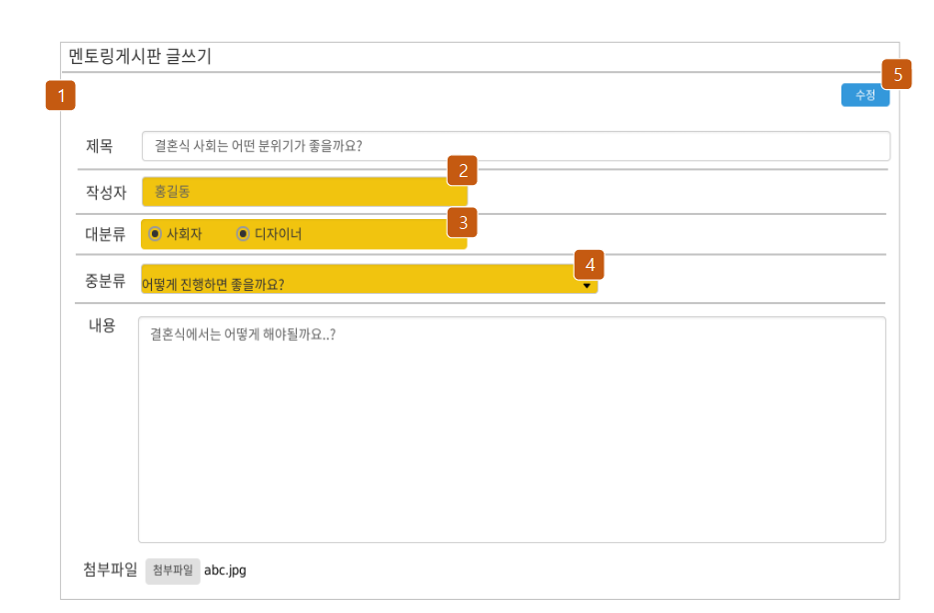 멘토링게시판 글쓰기
5
1
수정
제목 결혼식 사회는 어떤 분위기가 좋을까요?
2
작성자 홍길동
3
대분류 사회자 디자이너
4
중분류 어떻게 진행하면 좋을까요?
내용 결혼식에서는 어떻게 해야될까요..?
첨부파일 첨부파일 abc.jpg